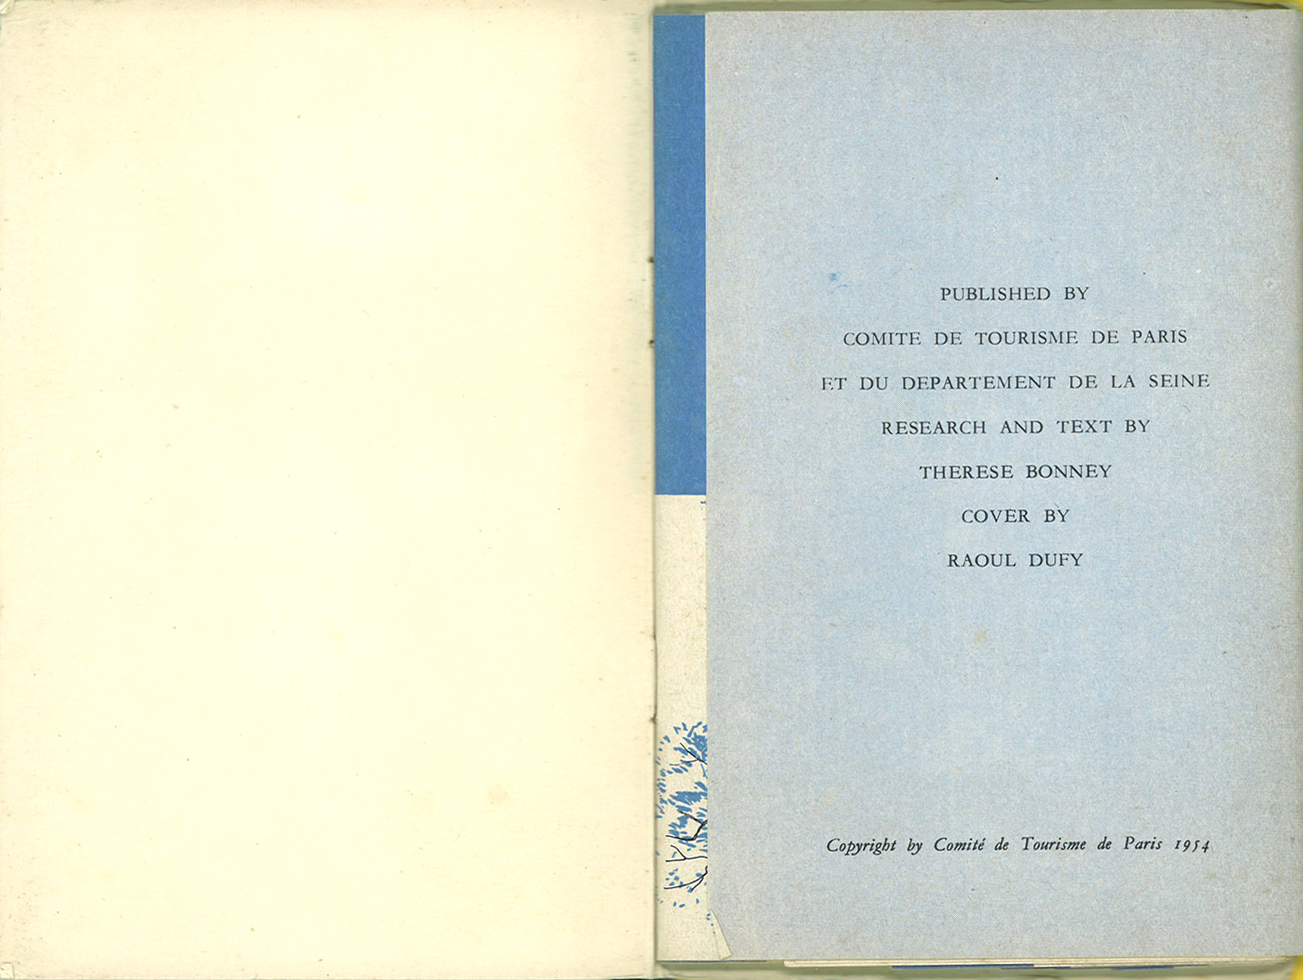 PUBLISHED BY
COMITE DE TOURISME DE PARIS
ET DU DEPARTEMENT DE LA SEINE
RESEARCH AND TEXT BY
THERESE BONNEY
COVER BY
RAOUL DUFY
Copyright by Comité de Tourisme de Paris 1954